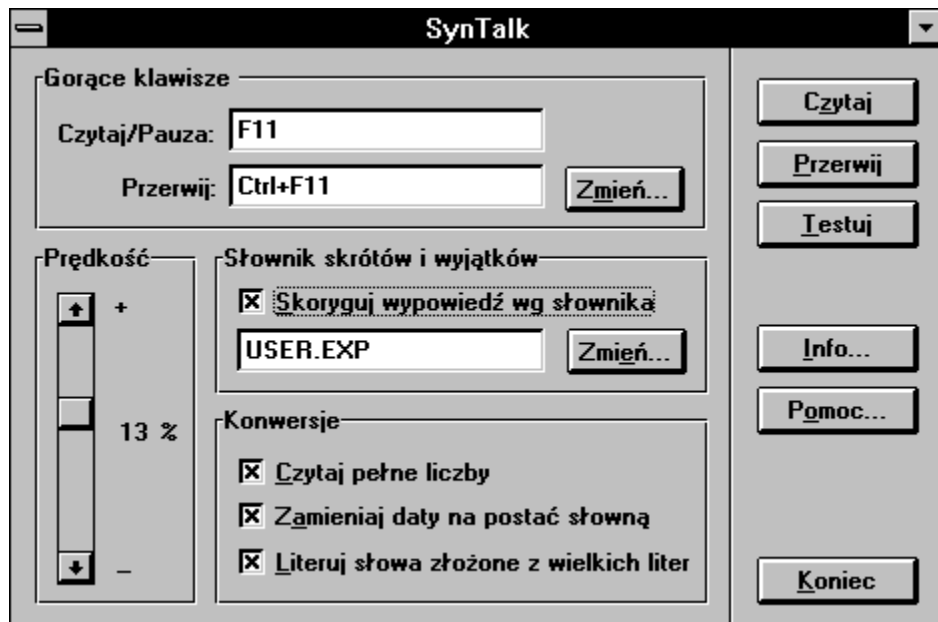 SynTalk
Gorące klawisze
Czytaj/Pauza: F11
Przerwij: Ctrl+F11 Zmień...
Prędkość
+
13 %
–
Słownik skrótów i wyjątków
Skoryguj wypowiedź wg słownika
USER.EXP Zmień...
Konwersje
Czytaj pełne liczby
Zamieniaj daty na postać słowną
Literuj słowa złożone z wielkich liter
Czytaj
Przerwij
Testuj
Info...
Pomoc...
Koniec